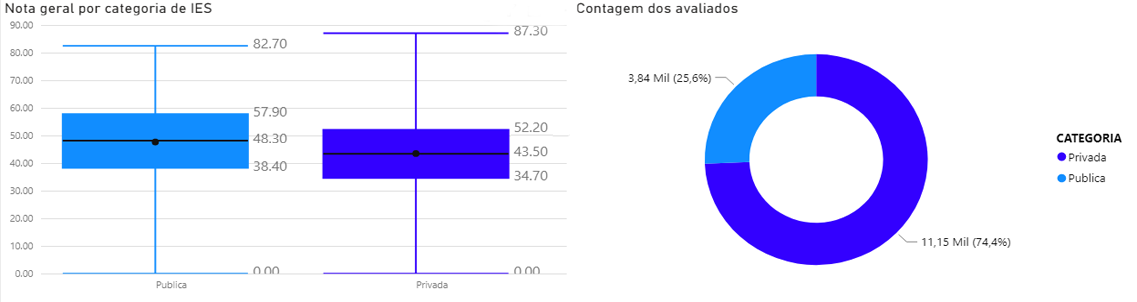 Nota geral por categoria de IES
90.00
80.00
70.00
60.00
50.00
40.00
30.00
20.00
10.00
0.00
82.70
57.90
48.30
38.40
0.00
87.30
52.20
43.50
34.70
0.00
Publica
Privada
Contagem dos avaliados
3,84 Mil (25,6%)
11,15 Mil (74,4%)
CATEGORIA
Privada
Publica